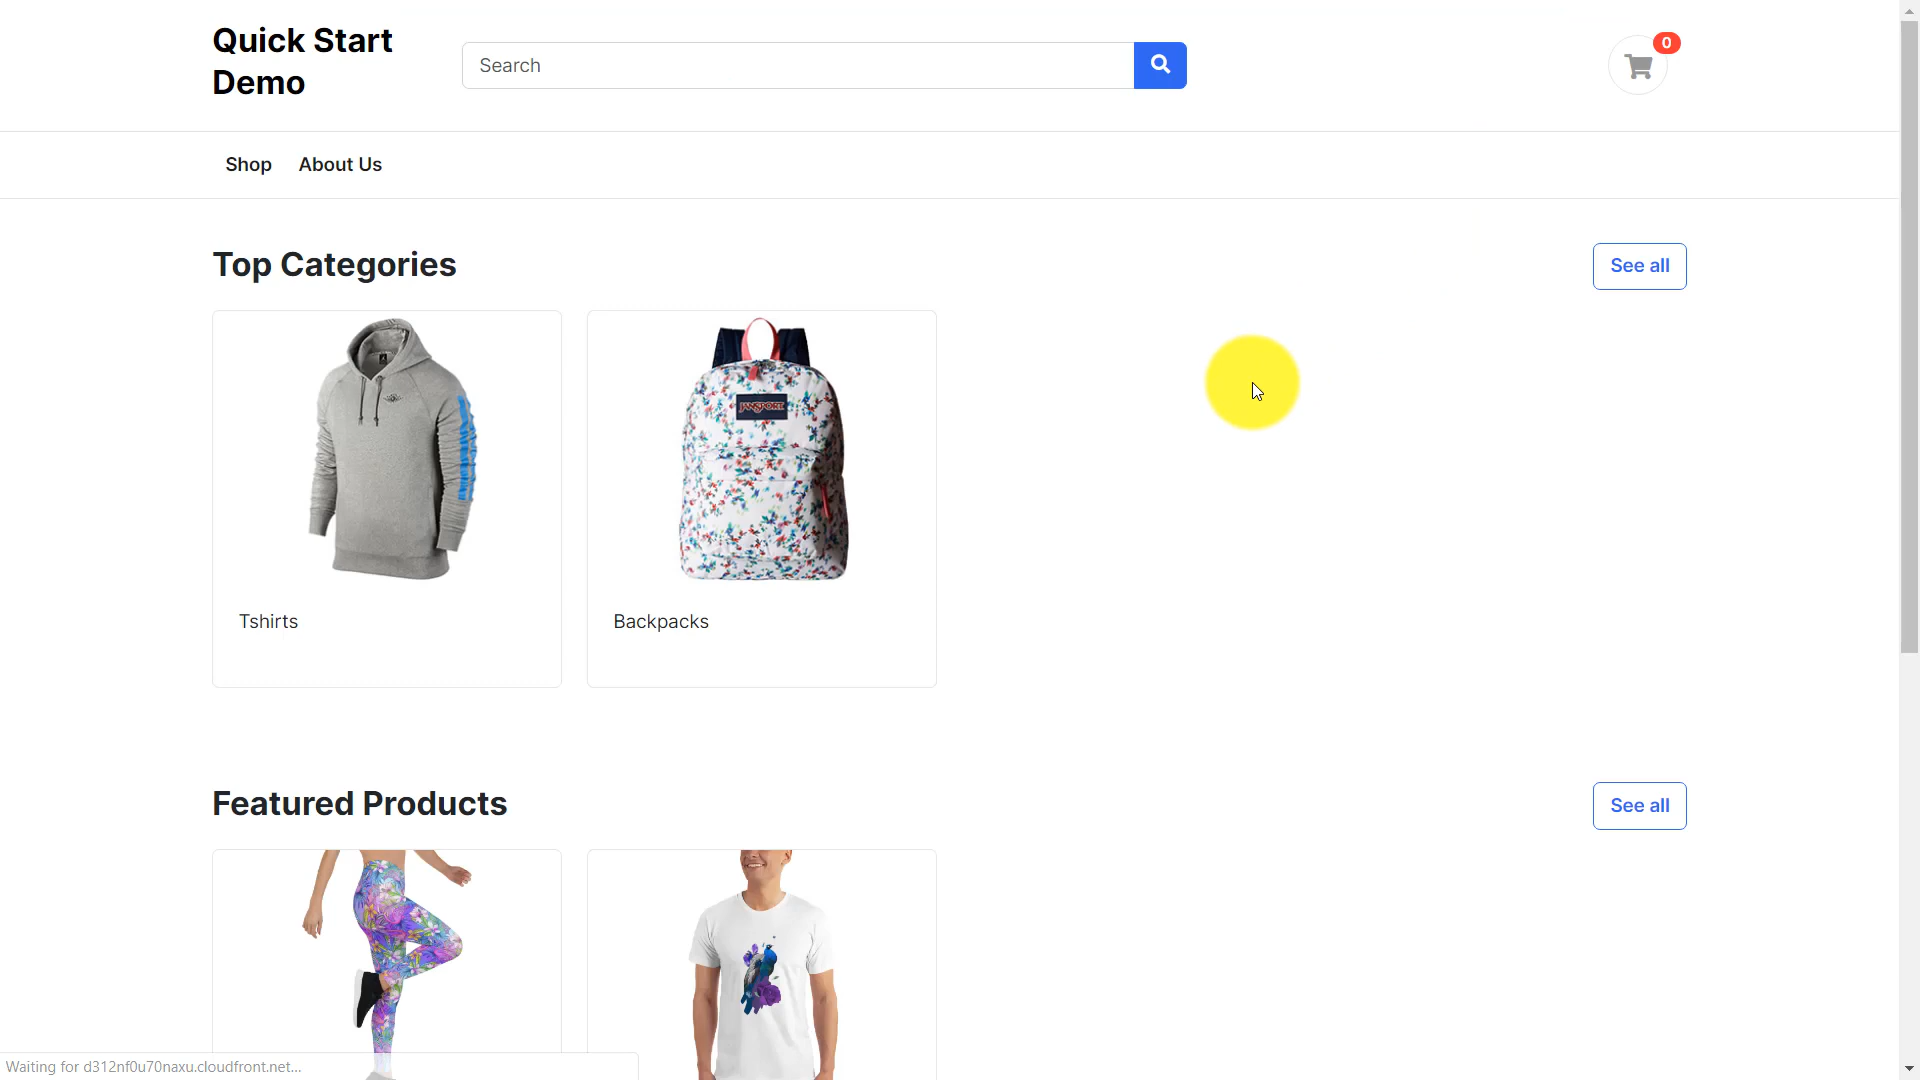 Quick Start
Demo
Search
0
Shop About Us
Top Categories
See all
JANSPORT
Tshirts
Backpacks
Featured Products
See all
Waiting for d312nf0u70naxu.cloudfront.net...